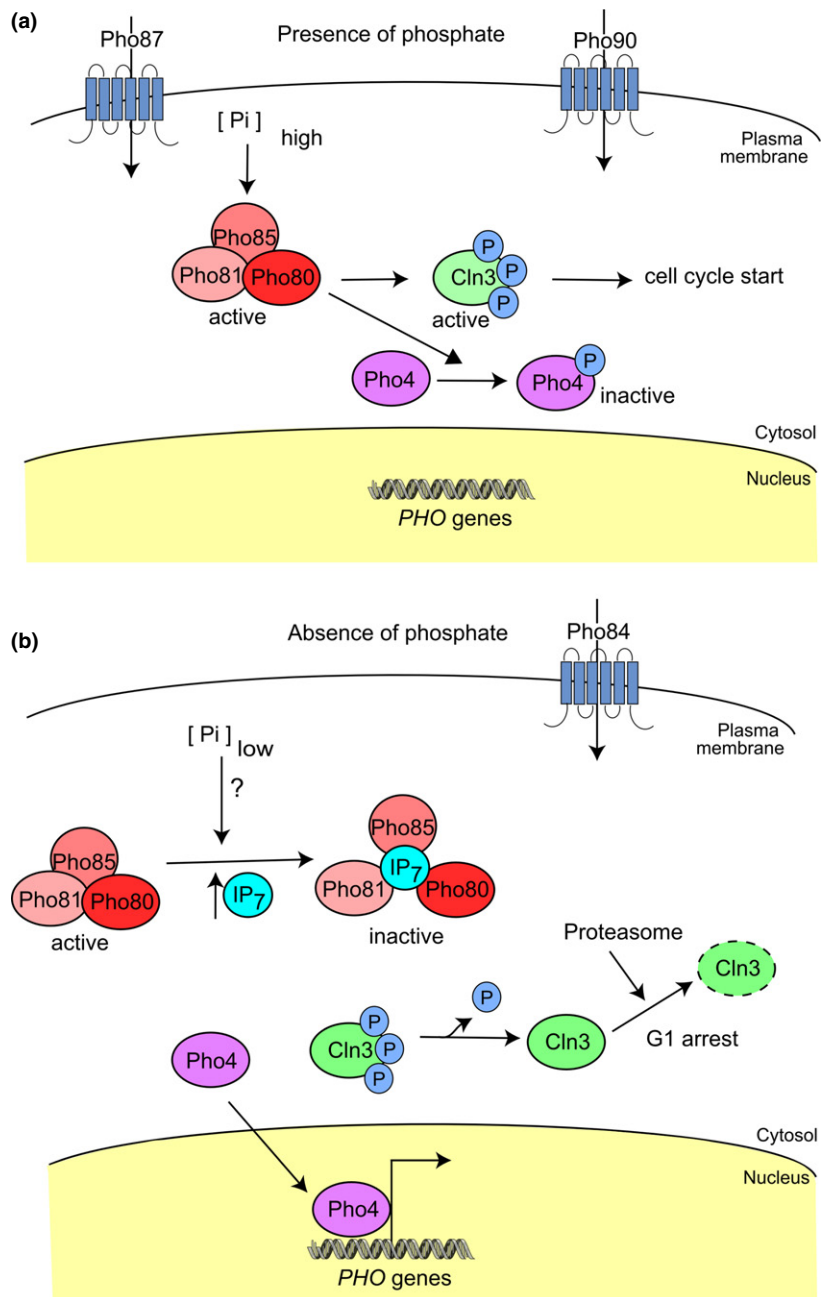 (a)
Presence of phosphate
Pho87
Pho90
Plasma
membrane
[ Pi ] high
Pho85
Pho81
Pho80
active
Cln3
P
P
P
active
cell cycle start
Pho4
Pho4
P
inactive
Cytosol
Nucleus
PHO genes
(b)
Absence of phosphate
Pho84
Plasma
membrane
[ Pi ] low
?
Pho85
Pho81
Pho80
active
IP7
Pho85
IP7
Pho81
Pho80
inactive
Proteasome
Cln3
G1 arrest
Cln3
P
P
P
P
Cln3
Pho4
Cytosol
Nucleus
Pho4
PHO genes